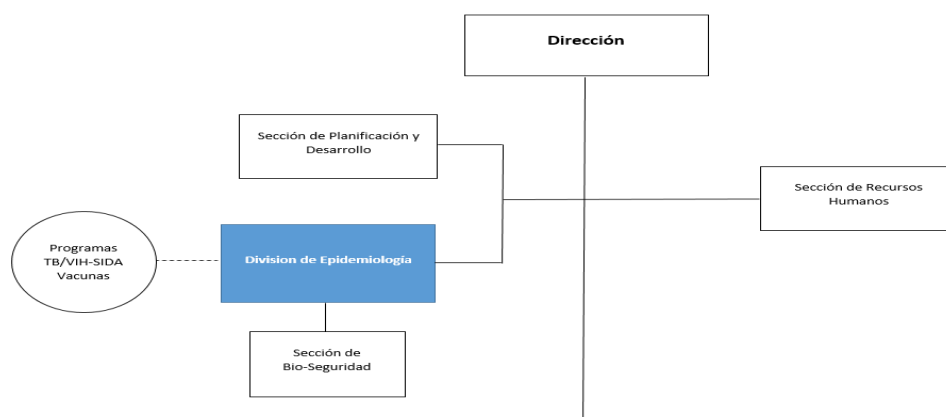 Dirección
Sección de Planificación y
Desarrollo
Sección de Recursos
Humanos
Programas
TB/VIH-SIDA
Vacunas
Division de Epidemiología
Sección de
Bio-Seguridad